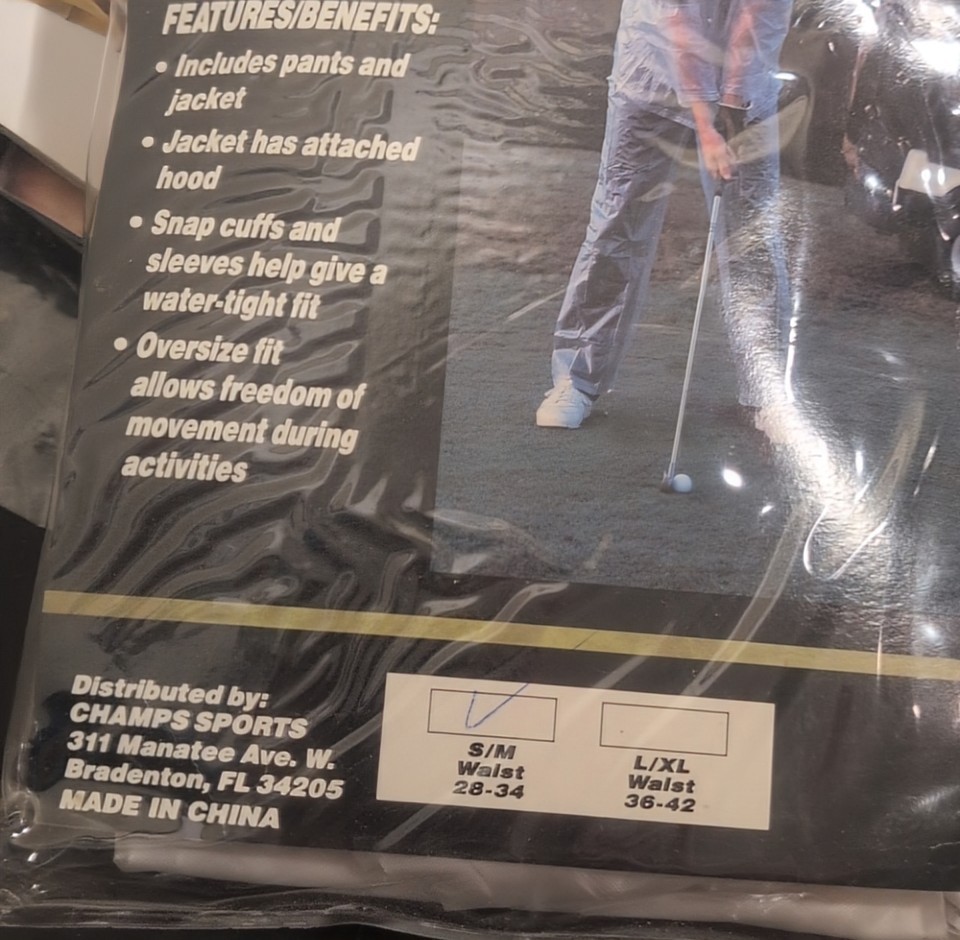 FEATURES/BENEFITS:
• Includes pants and
jacket
• Jacket has attached
hood
• Snap cuffs and
sleeves help give a
water-tight fit
• Oversize fit
allows freedom of
movement during
activities
Distributed by:
CHAMPS SPORTS
311 Manatee Ave. W.
Bradenton, FL 34205
MADE IN CHINA
S/M
Waist
28-34
L/XL
Waist
36-42